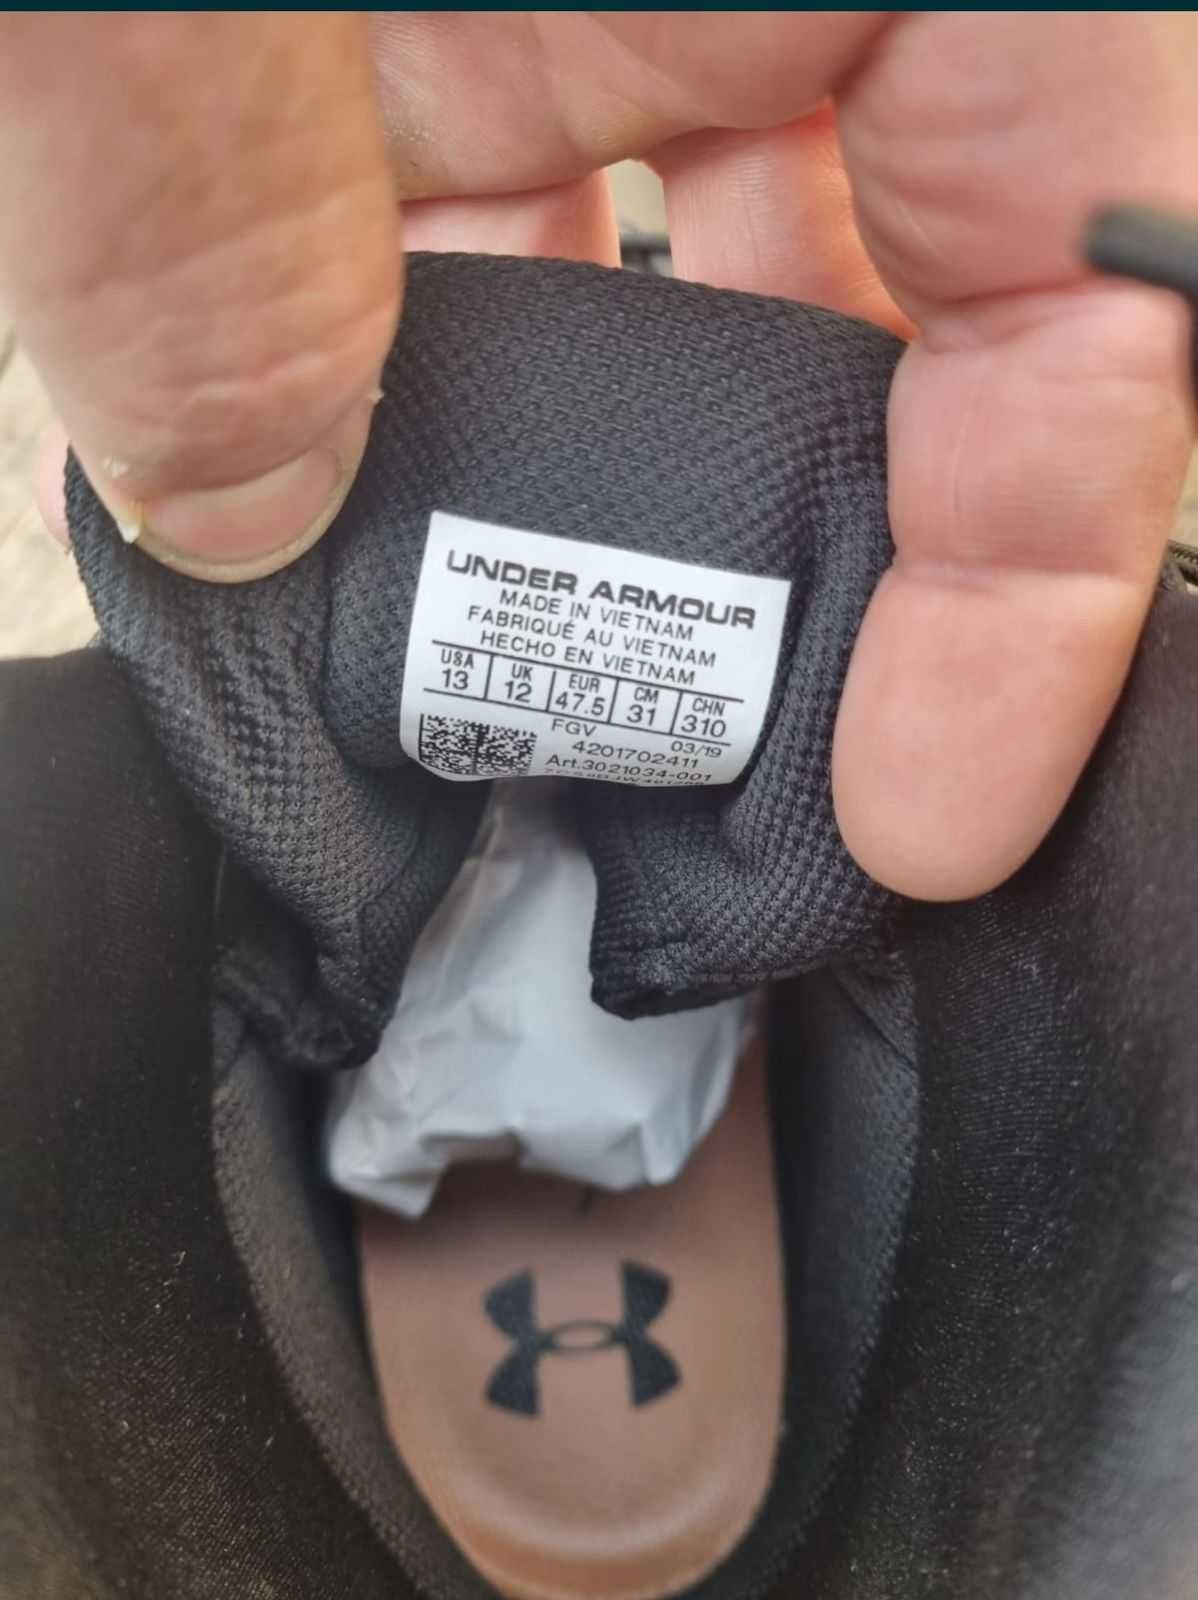 UNDER ARMOUR
MADE IN VIETNAM
FABRIQUÉ AU VIETNAM
HECHO EN VIETNAM
USA UK EUR CM CHN
13 12 47.5 31 310
FGV 03/19
4201702411
Art.3021034-001